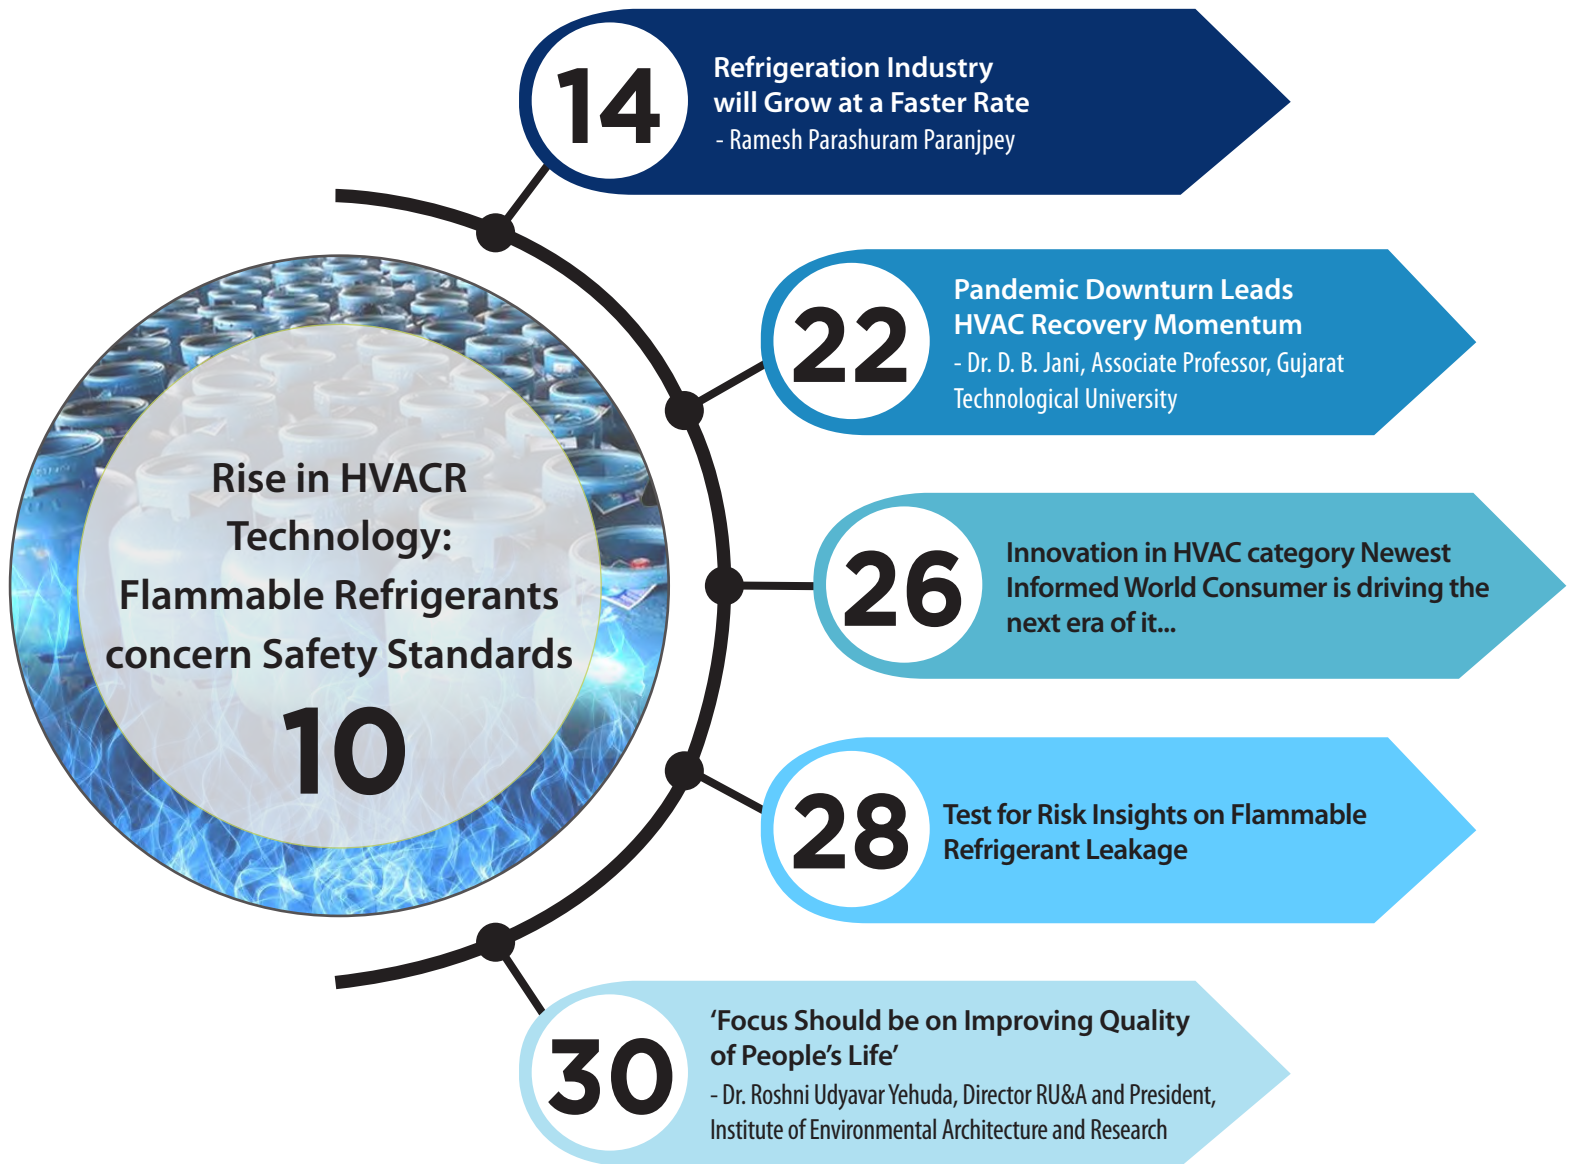 14
Refrigeration Industry
will Grow at a Faster Rate
- Ramesh Parashuram Paranjpey
22
Pandemic Downturn Leads
HVAC Recovery Momentum
- Dr. D. B. Jani, Associate Professor, Gujarat
Technological University
Rise in HVACR
Technology:
Flammable Refrigerants
concern Safety Standards
10
26
Innovation in HVAC category Newest
Informed World Consumer is driving the
next era of it...
28
Test for Risk Insights on Flammable
Refrigerant Leakage
30
‘Focus Should be on Improving Quality
of People’s Life’
- Dr. Roshni Udyavar Yehuda, Director RU&A and President,
Institute of Environmental Architecture and Research